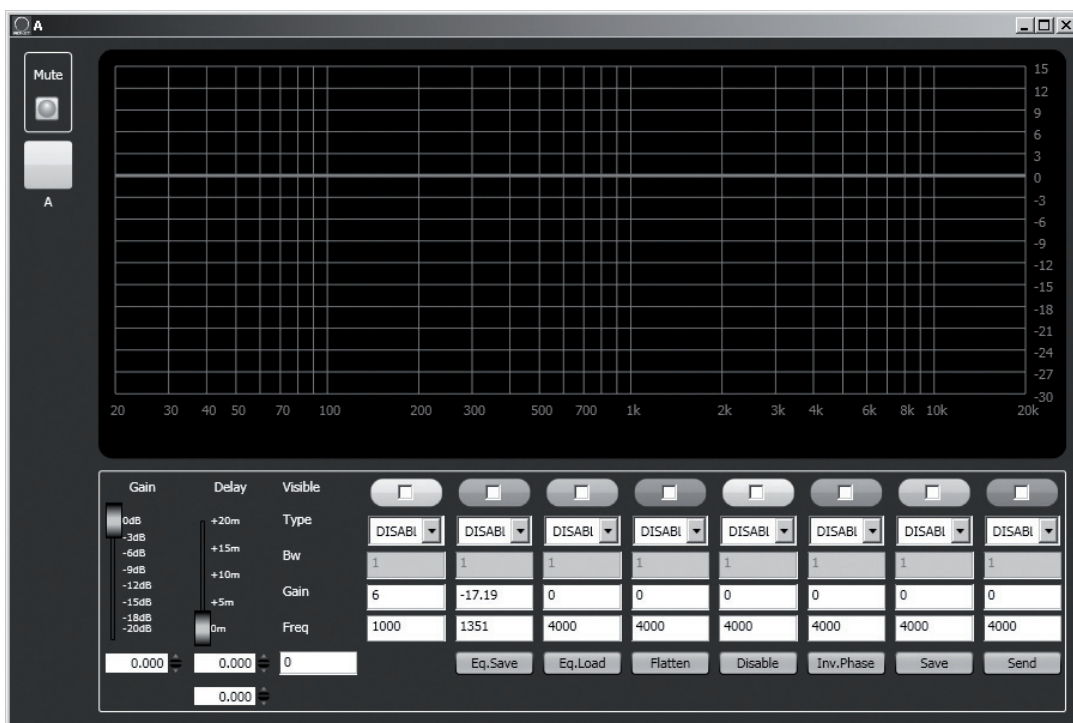 A
Mute
A
15
12
9
6
3
0
-3
-6
-9
-12
-15
-18
-21
-24
-27
-30
20 30 40 50 70 100 200 300 500 700 1k 2k 3k 4k 6k 8k 10k 20k
Gain Delay Visible
0dB
-3dB
-6dB
-9dB
-12dB
-15dB
-18dB
-20dB
+20m
+15m
+10m
+5m
0m
Type DISABL DISABL DISABL DISABL DISABL DISABL DISABL DISABL
Bw 1 1 1 1 1 1 1 1
Gain 6 -17.19 0 0 0 0 0 0
Freq 1000 1351 4000 4000 4000 4000 4000 4000
0.000 0.000 0 Eq.Save Eq.Load Flatten Disable Inv.Phase Save Send
0.000